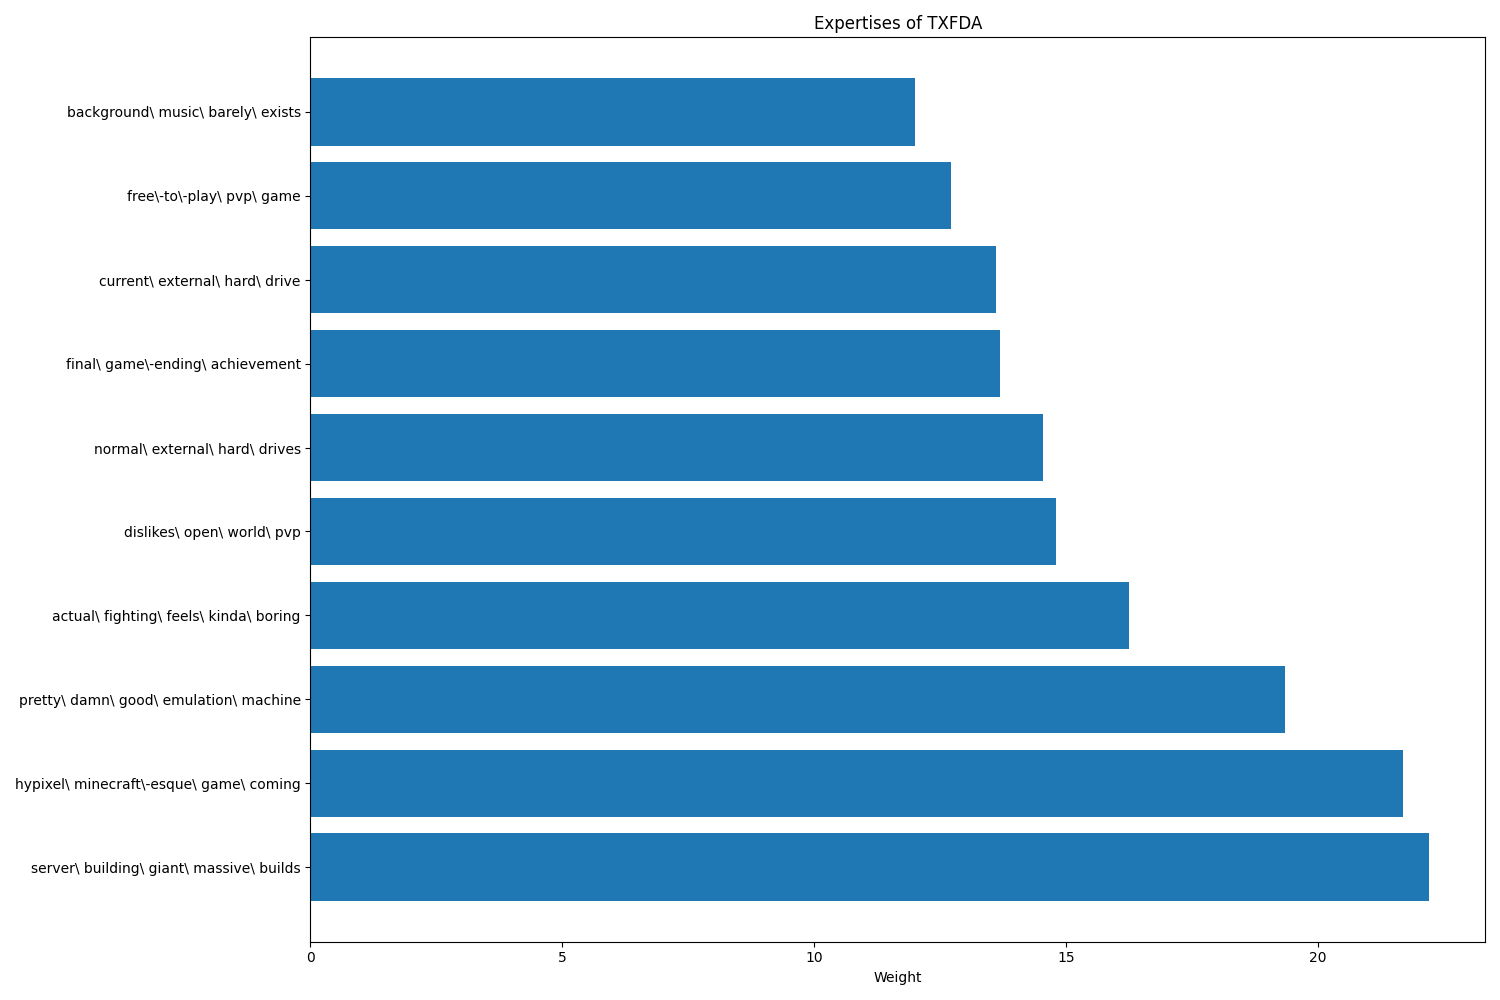 Expertises of TXFDA
background\ music\ barely\ exists
free\-to\-play\ pvp\ game
current\ external\ hard\ drive
final\ game\-ending\ achievement
normal\ external\ hard\ drives
dislikes\ open\ world\ pvp
actual\ fighting\ feels\ kinda\ boring
pretty\ damn\ good\ emulation\ machine
hypixel\ minecraft\-esque\ game\ coming
server\ building\ giant\ massive\ builds
0 5 10 15 20
Weight